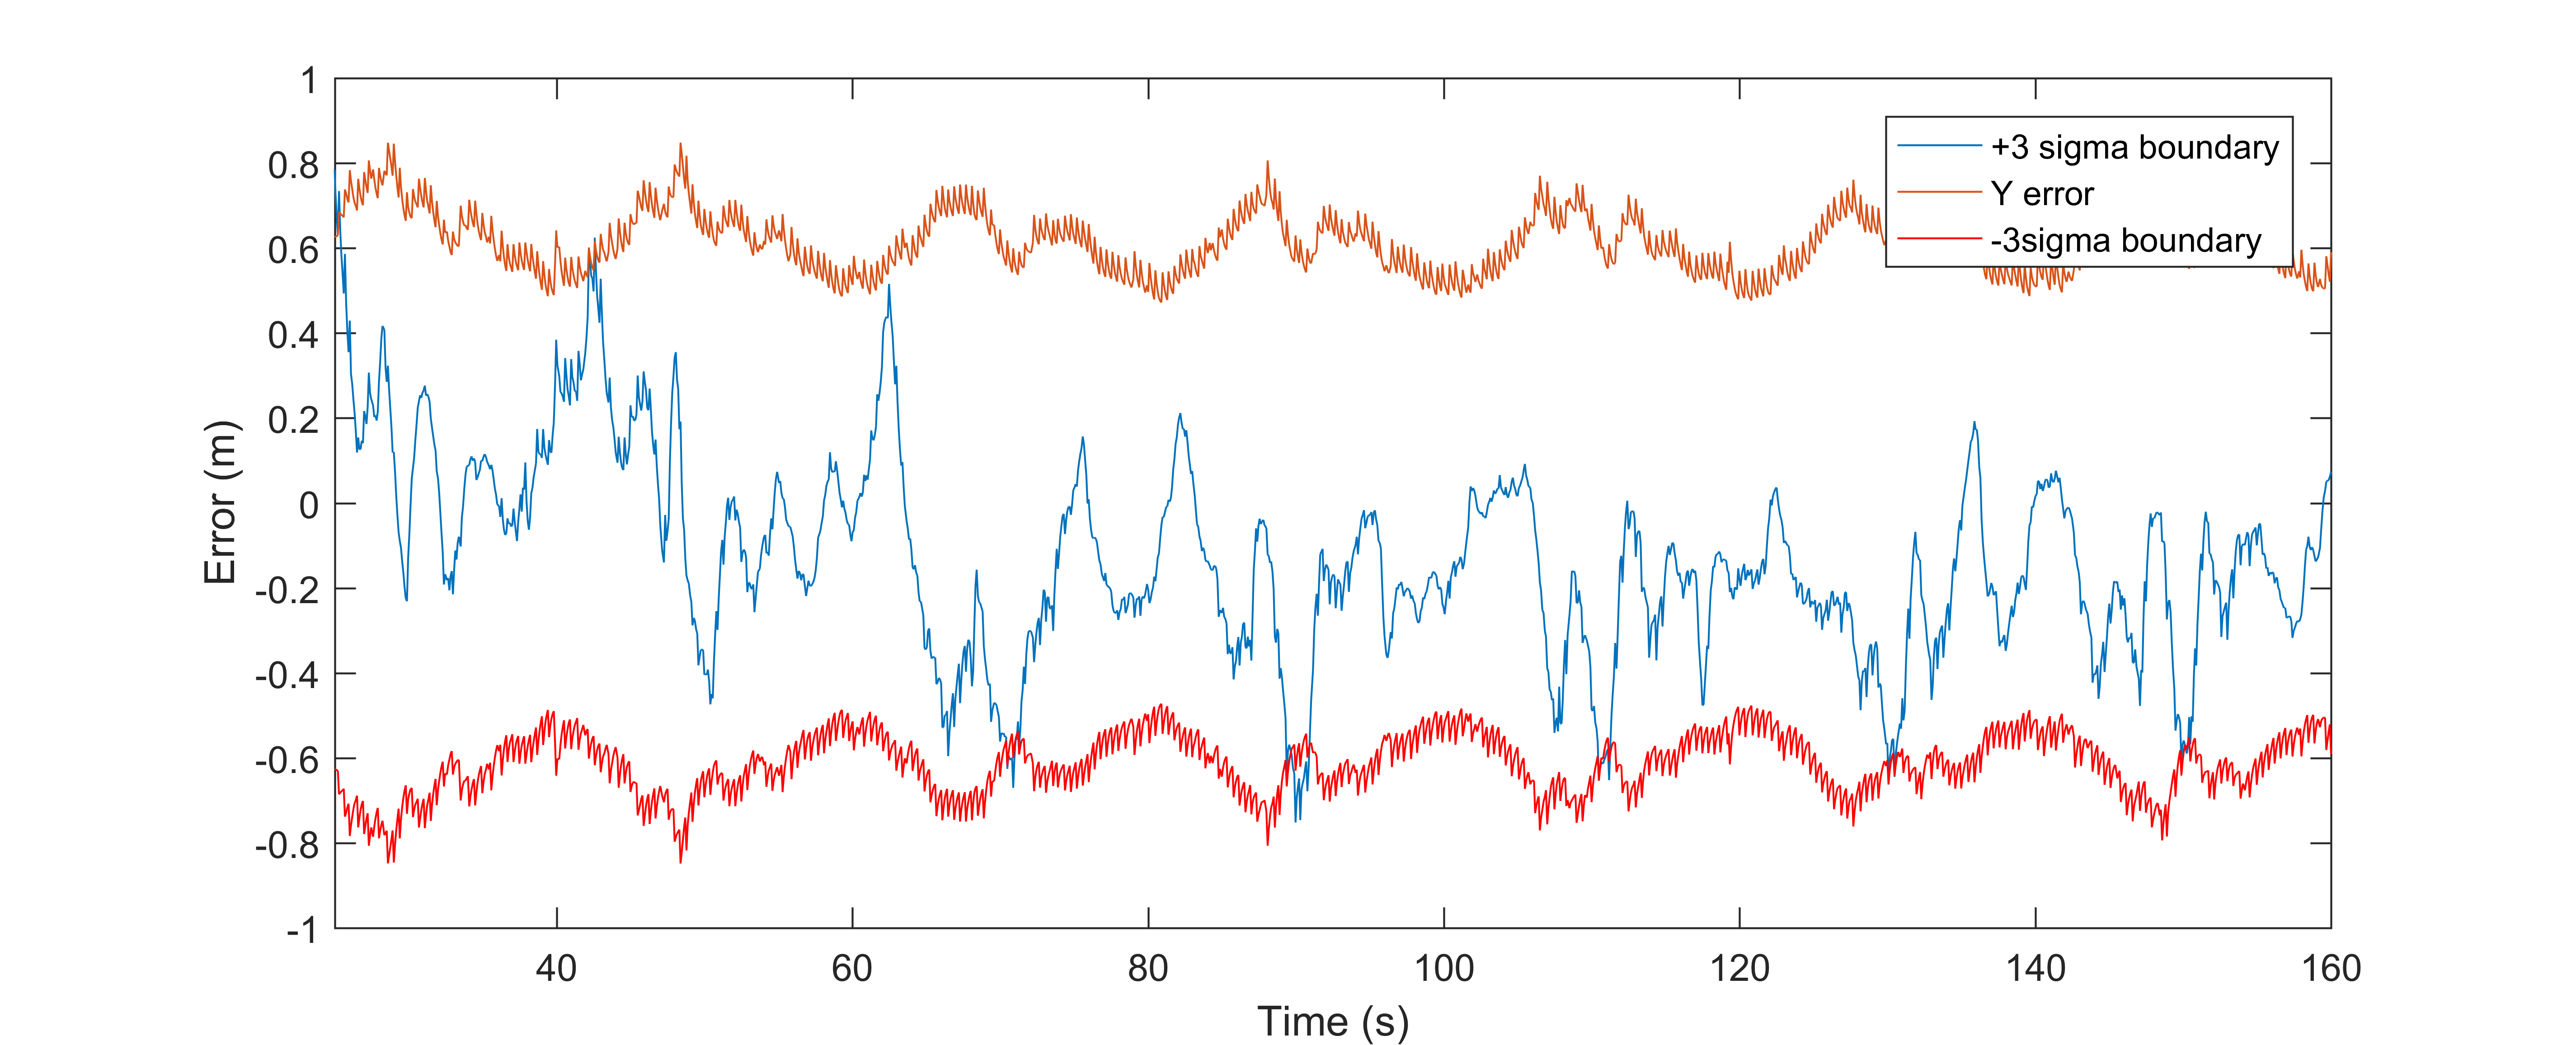 1
0.8
0.6
0.4
0.2
0
-0.2
-0.4
-0.6
-0.8
-1
Error (m)
+3 sigma boundary
Y error
-3sigma boundary
40 60 80 100 120 140 160
Time (s)